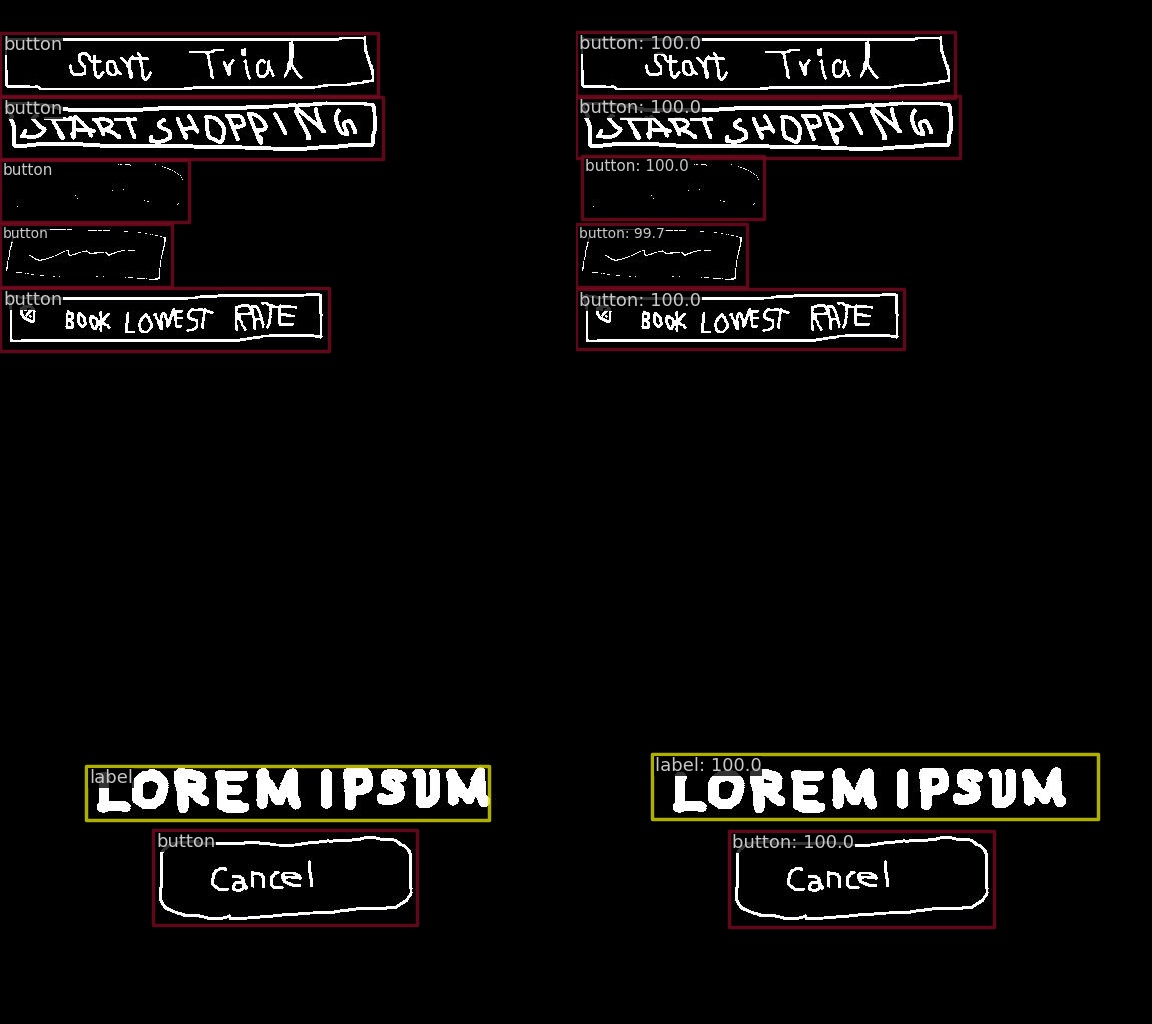 button
button: 100.0
Start Trial
Start Trial
button
button: 100.0
START SHOPPING
START SHOPPING
button
button: 100.0
button
button: 99.7
button
button: 100.0
BOOK LOWEST RATE
BOOK LOWEST RATE
label
label: 100.0
LOREM IPSUM
LOREM IPSUM
button
button: 100.0
Cancel
Cancel